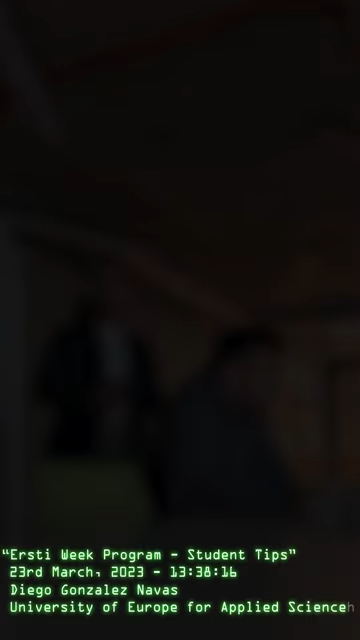 “Ersti Week Program - Student Tips”
23rd March, 2023 - 13:38:16
Diego Gonzalez Navas
University of Europe for Applied Scienceh